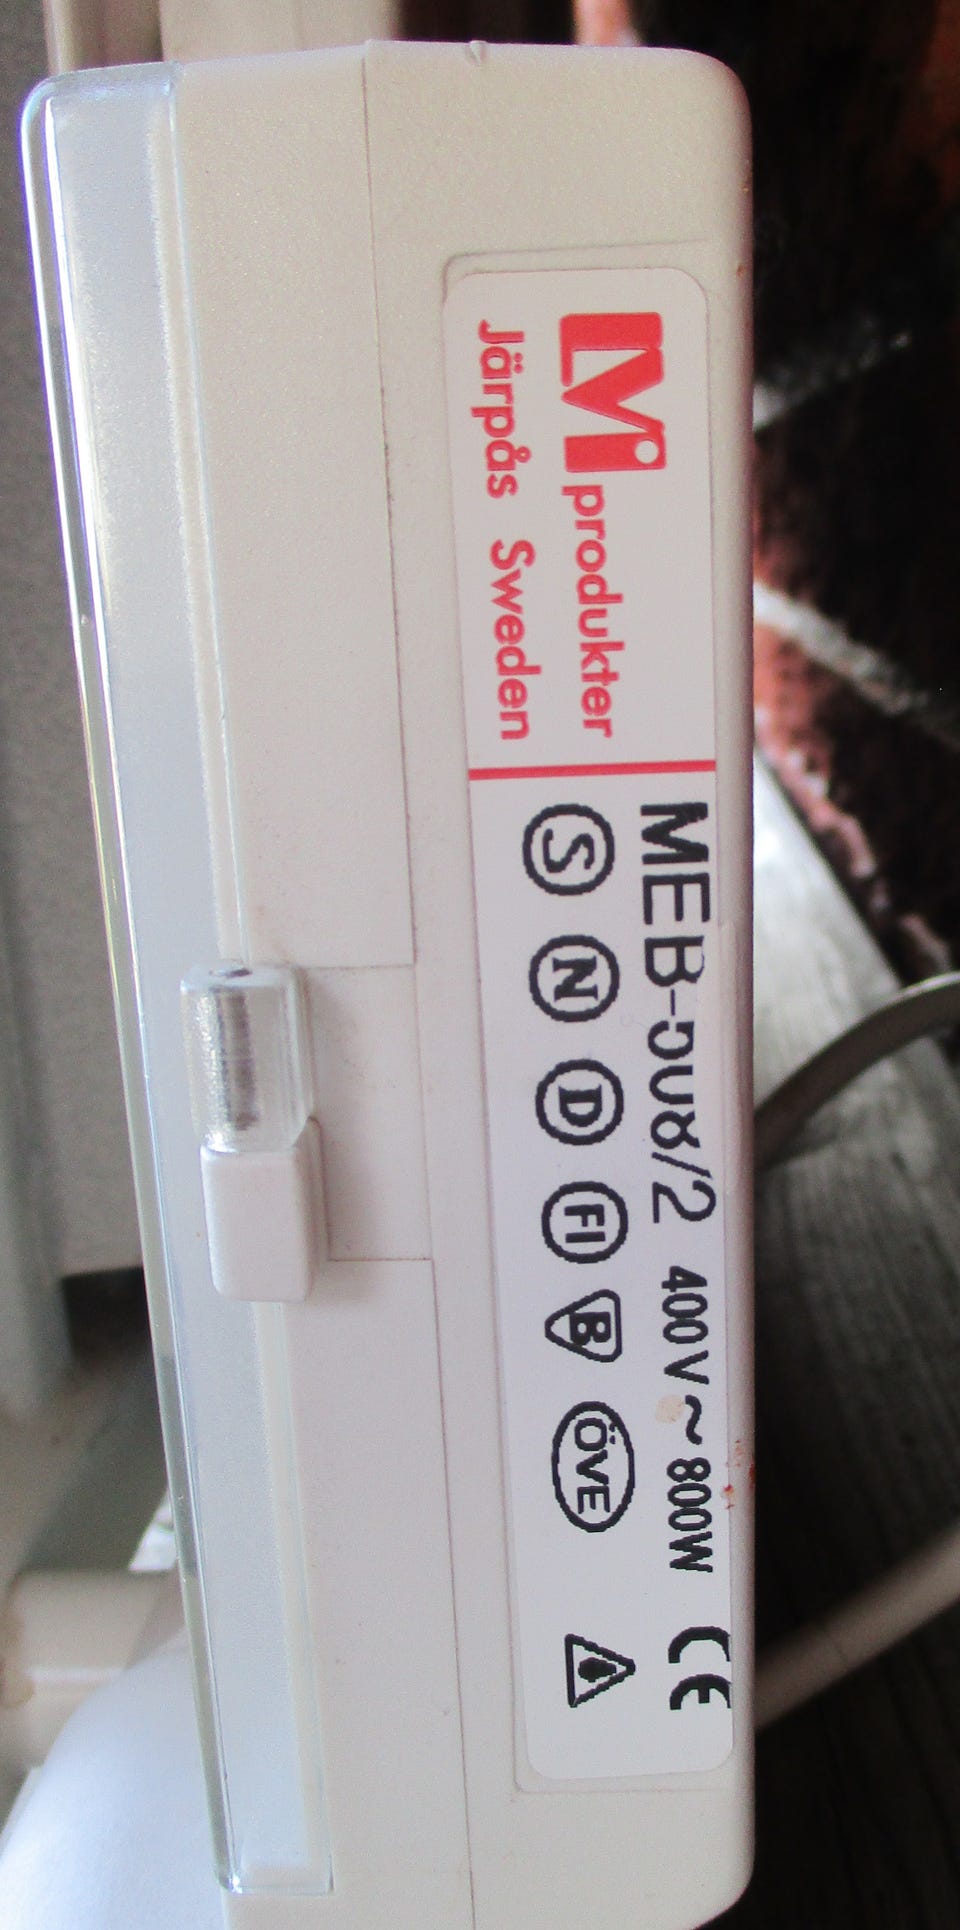 LVI produkter
Järpås Sweden
400V~ 800W CE
S N D FI B ÖVE